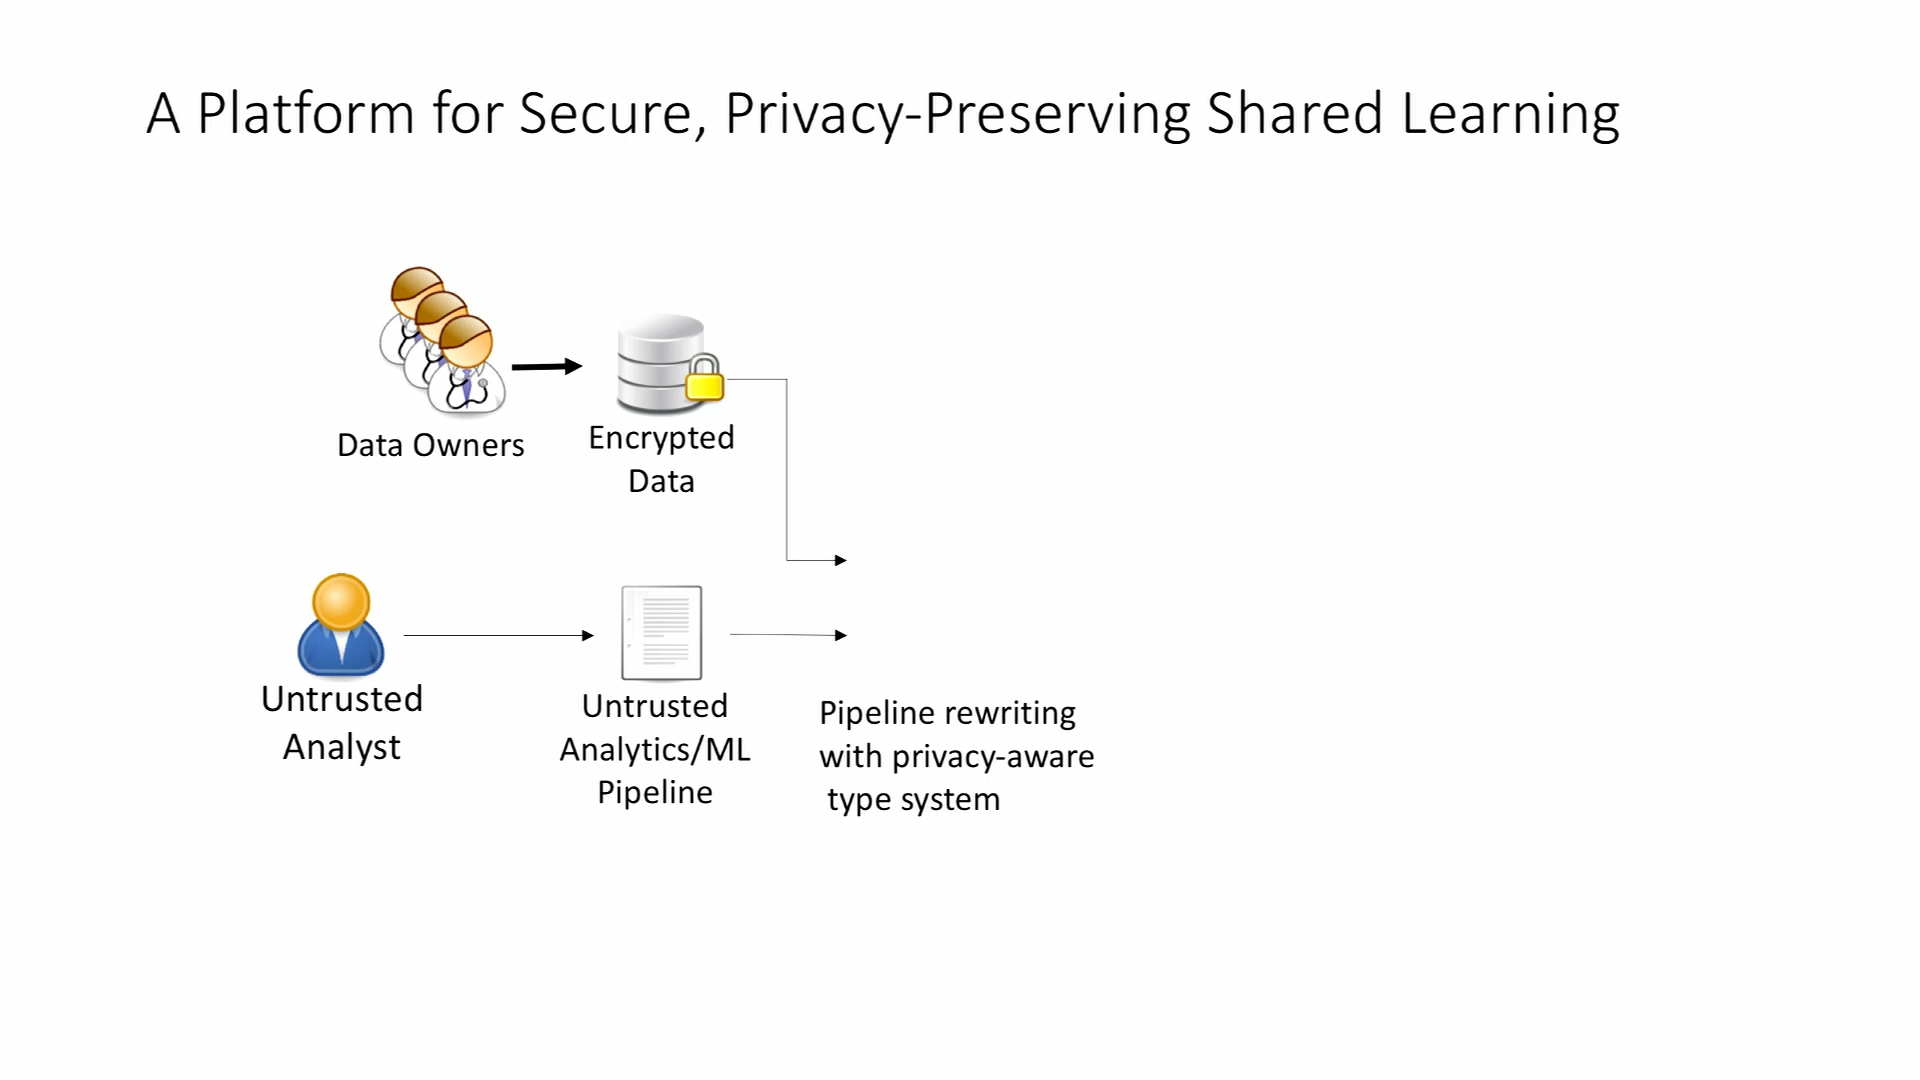 A Platform for Secure, Privacy-Preserving Shared Learning
Data Owners
Encrypted
Data
Untrusted
Analyst
Untrusted
Analytics/ML
Pipeline
Pipeline rewriting
with privacy-aware
type system